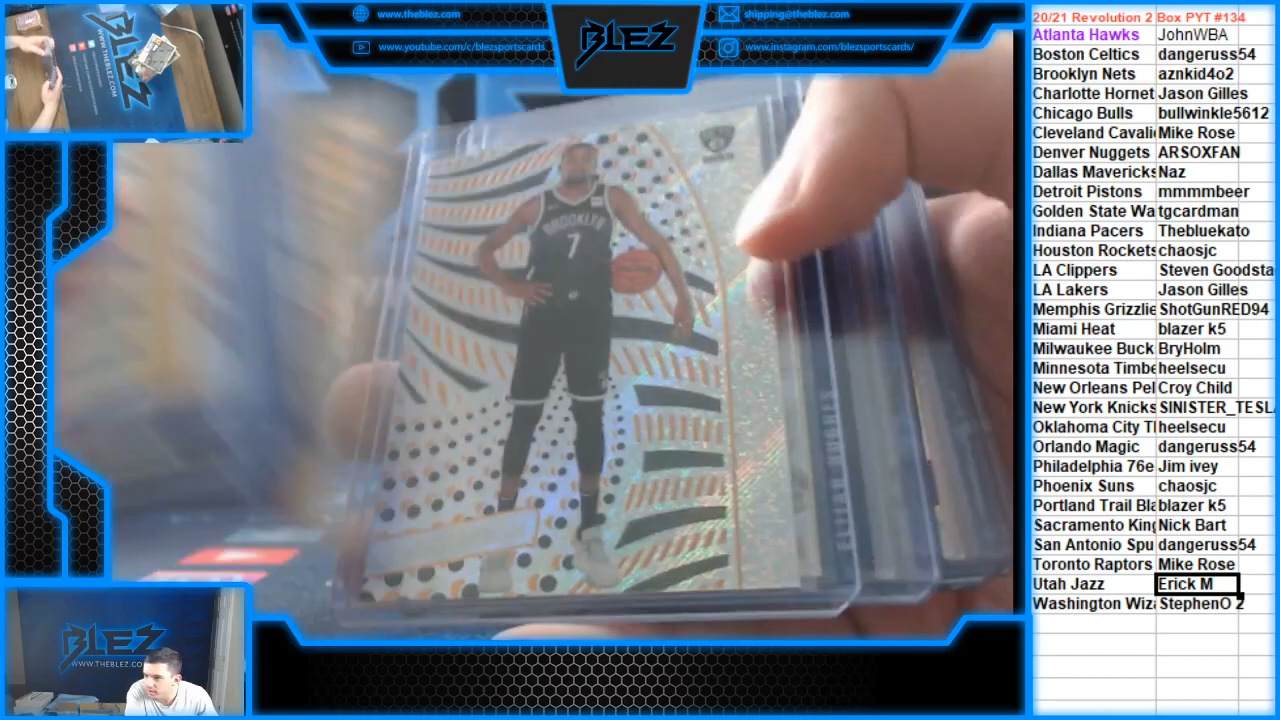 www.theblez.com
shipping@theblez.com
www.youtube.com/c/blezsportscards
www.instagram.com/blezsportscards/
BLEZ
BROOKLYN
7
ELIJAH HUGHES
BLEZ
WWW.THEBLEZ.COM
20/21 Revolution 2 Box PYT #134
Atlanta Hawks JohnWBA
Boston Celtics dangeruss54
Brooklyn Nets aznkid4o2
Charlotte Hornet Jason Gilles
Chicago Bulls bullwinkle5612
Cleveland Cavali Mike Rose
Denver Nuggets ARSOXFAN
Dallas Mavericks Naz
Detroit Pistons mmmmbeer
Golden State Wa tgcardman
Indiana Pacers Thebluekato
Houston Rockets chaosjc
LA Clippers Steven Goodsta
LA Lakers Jason Gilles
Memphis Grizzlie ShotGunRED94
Miami Heat blazer k5
Milwaukee Buck BryHolm
Minnesota Timbe heelsecu
New Orleans Pel Croy Child
New York Knicks SINISTER_TESL
Oklahoma City T heelsecu
Orlando Magic dangeruss54
Philadelphia 76e Jim ivey
Phoenix Suns chaosjc
Portland Trail Bla blazer k5
Sacramento King Nick Bart
San Antonio Spu dangeruss54
Toronto Raptors Mike Rose
Utah Jazz Erick M
Washington Wiza StephenO 2